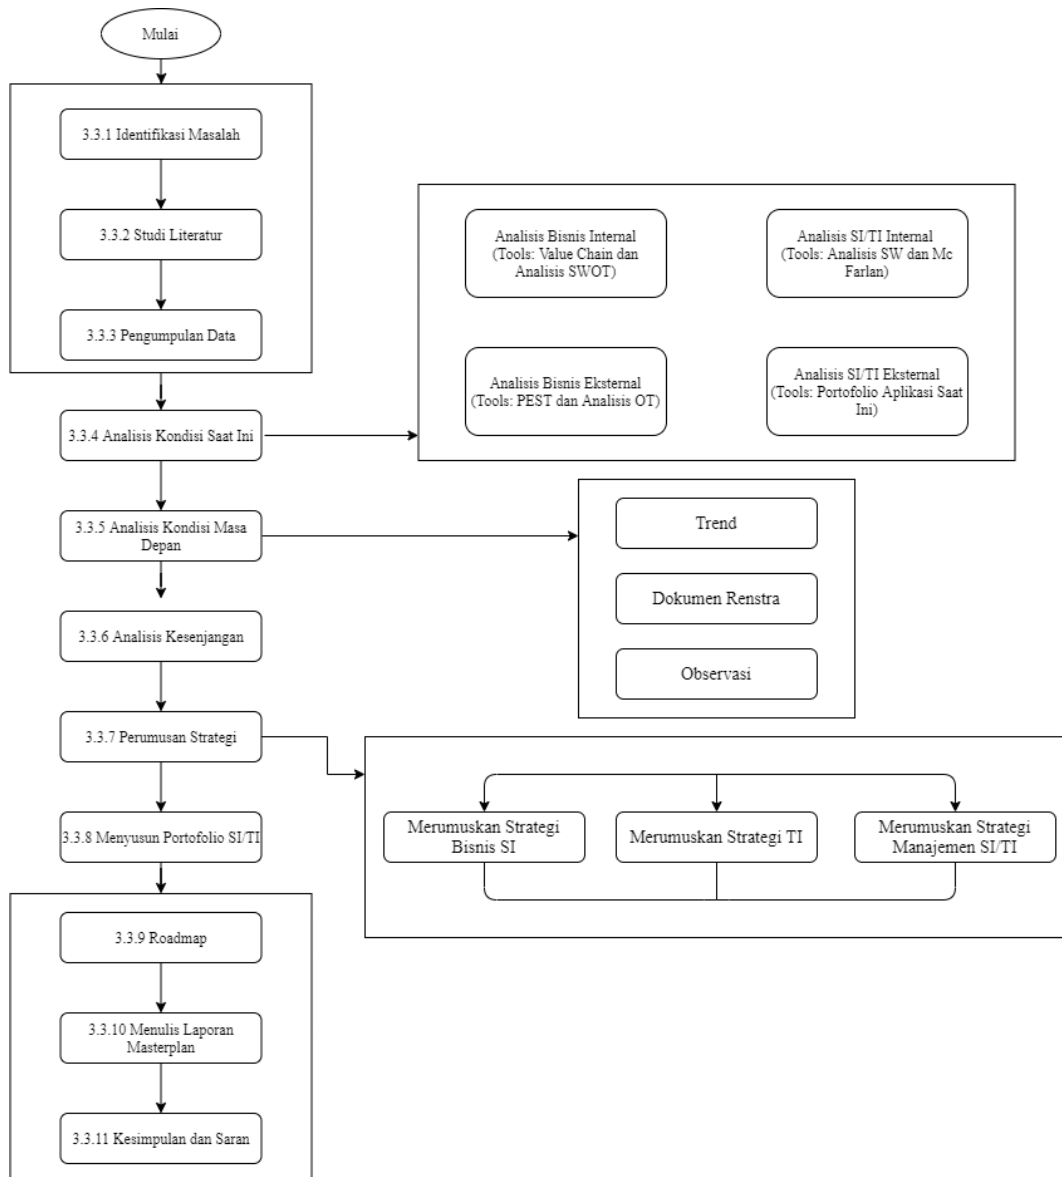 Mulai
3.3.1 Identifikasi Masalah
3.3.2 Studi Literatur
3.3.3 Pengumpulan Data
3.3.4 Analisis Kondisi Saat Ini
Analisis Bisnis Internal
(Tools: Value Chain dan
Analisis SWOT)
Analisis SI/TI Internal
(Tools: Analisis SW dan Mc
Farlan)
Analisis Bisnis Eksternal
(Tools: PEST dan Analisis OT)
Analisis SI/TI Eksternal
(Tools: Portofolio Aplikasi Saat
Ini)
3.3.5 Analisis Kondisi Masa
Depan
Trend
Dokumen Renstra
Observasi
3.3.6 Analisis Kesenjangan
3.3.7 Perumusan Strategi
Merumuskan Strategi
Bisnis SI
Merumuskan Strategi TI
Merumuskan Strategi
Manajemen SI/TI
3.3.8 Menyusun Portofolio SI/TI
3.3.9 Roadmap
3.3.10 Menulis Laporan
Masterplan
3.3.11 Kesimpulan dan Saran